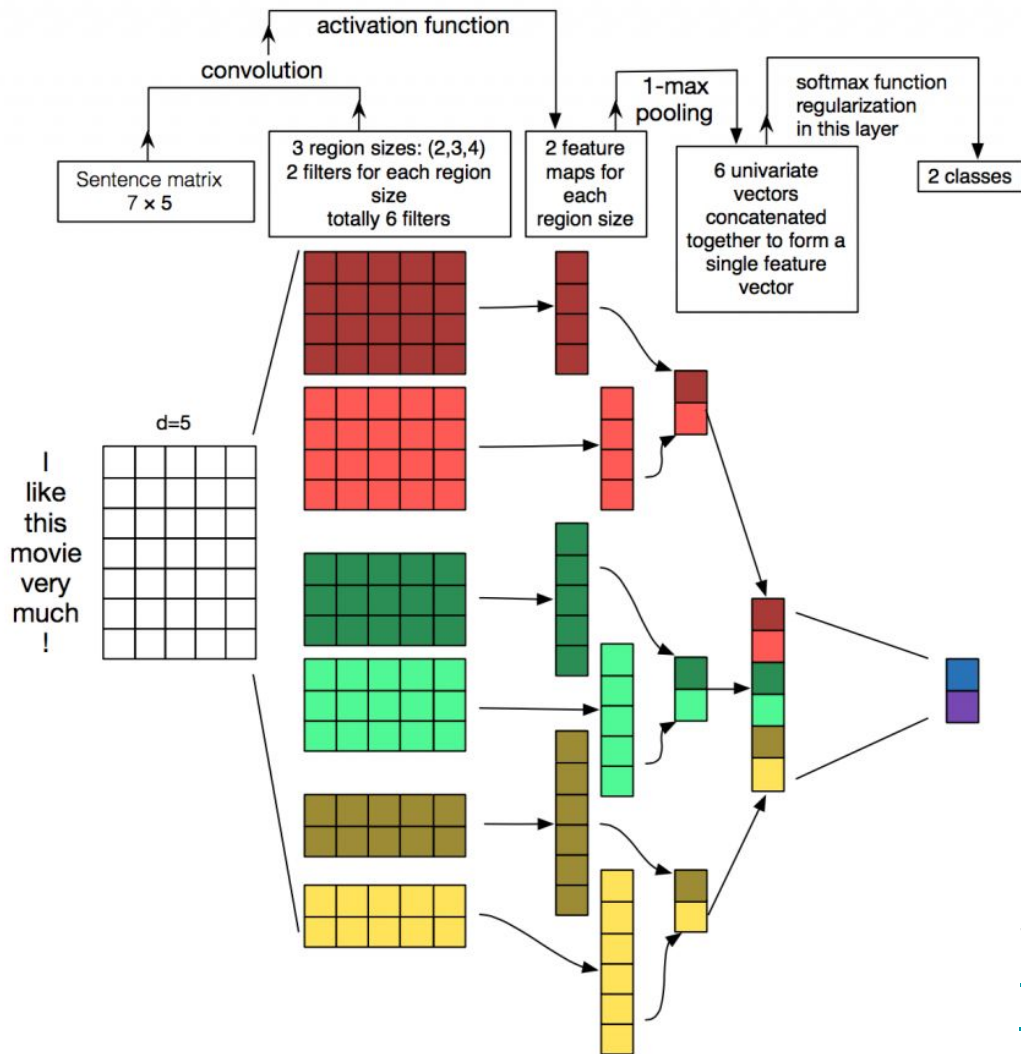 activation function
convolution
1-max
pooling
softmax function
regularization
in this layer
Sentence matrix
7 × 5
3 region sizes: (2,3,4)
2 filters for each region
size
totally 6 filters
2 feature
maps for
each
region size
6 univariate
vectors
concatenated
together to form a
single feature
vector
2 classes
d=5
I
like
this
movie
very
much
!